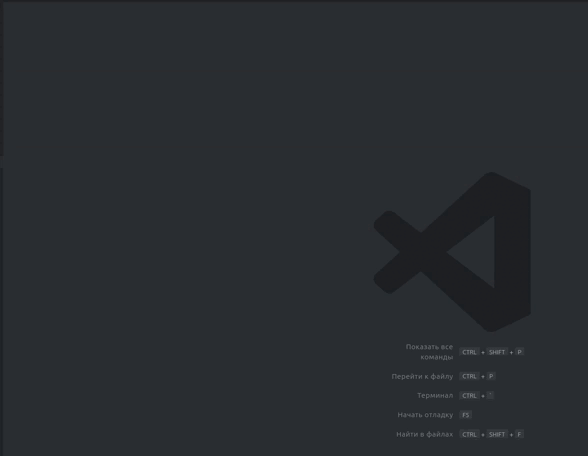 Показать все
команды CTRL + SHIFT + P
Перейти к файлу CTRL + P
Терминал CTRL + `
Начать отладку F5
Найти в файлах CTRL + SHIFT + F